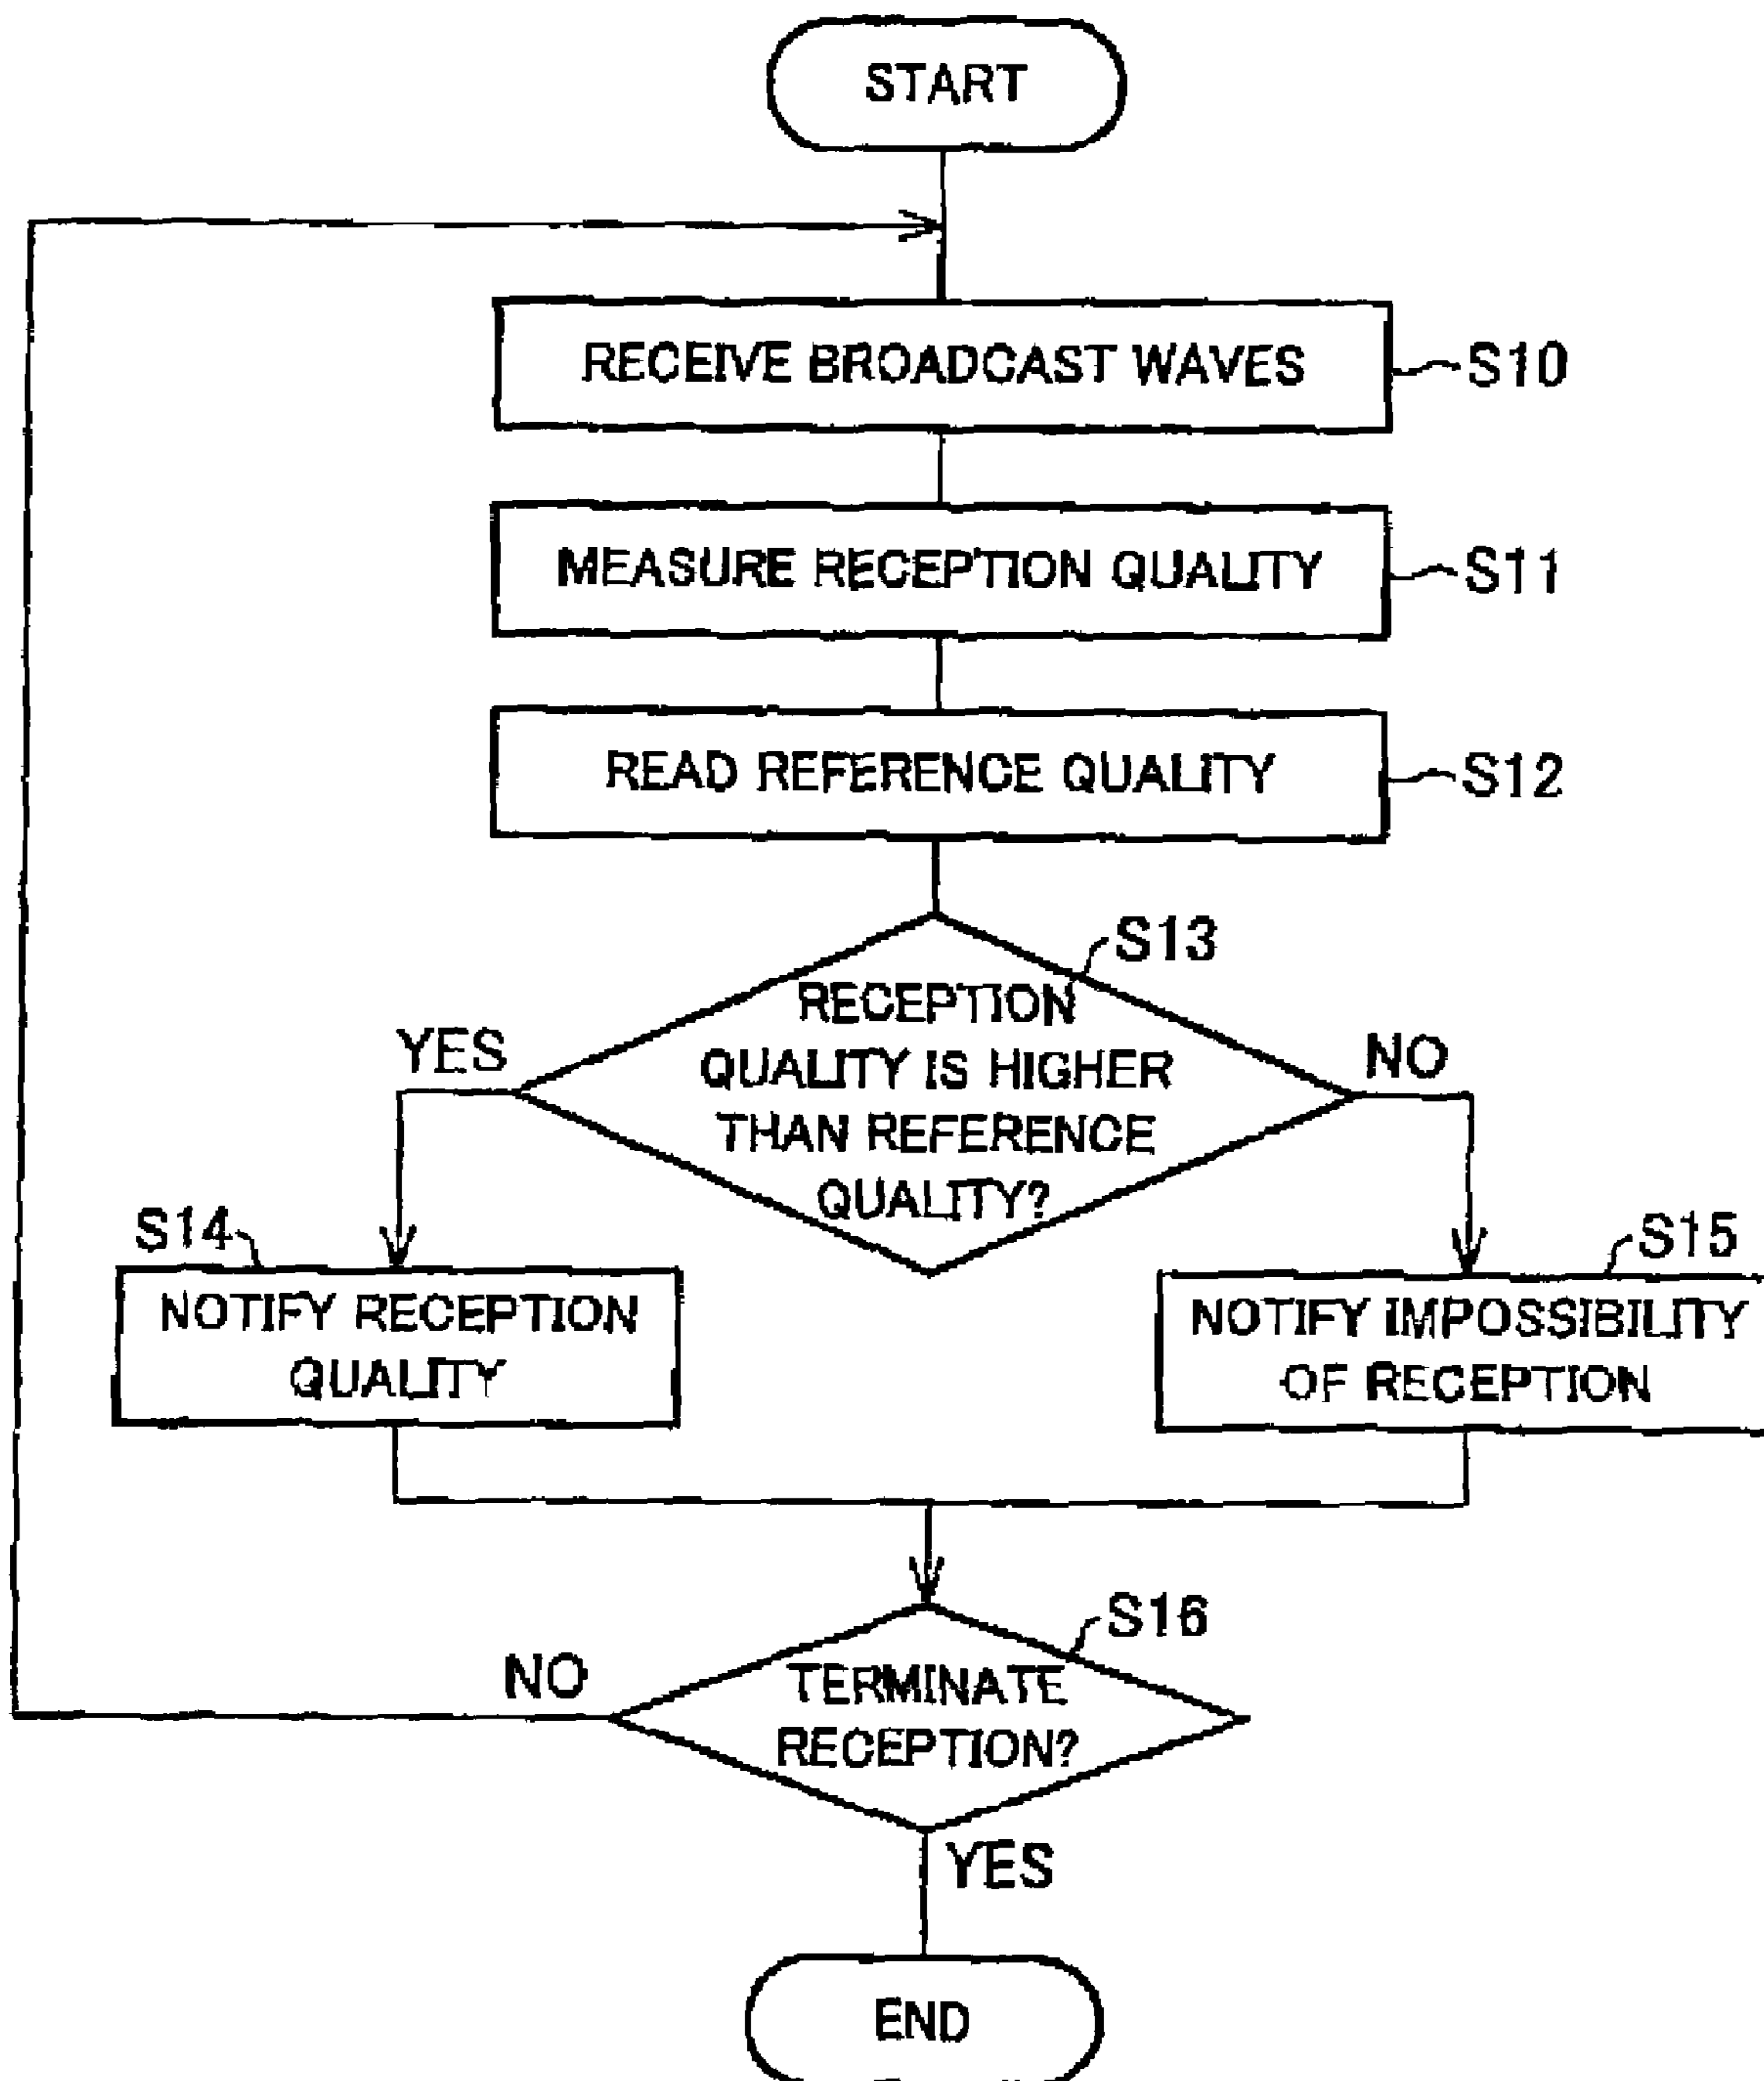 START
RECEIVE BROADCAST WAVES
S10
MEASURE RECEPTION QUALITY
S11
READ REFERENCE QUALITY
S12
S13
RECEPTION
QUALITY IS HIGHER
THAN REFERENCE
QUALITY?
YES
NO
S14
NOTIFY RECEPTION
QUALITY
S15
NOTIFY IMPOSSIBILITY
OF RECEPTION
S16
TERMINATE
RECEPTION?
NO
YES
END